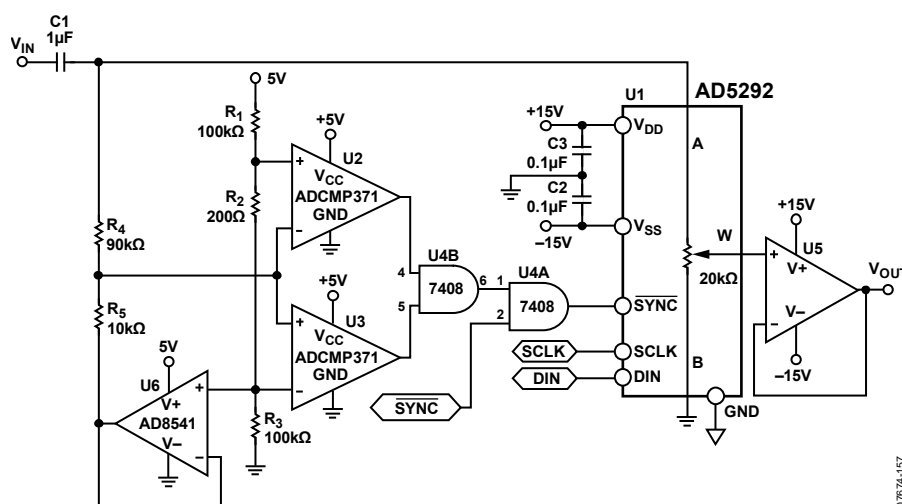 C1
1µF
VIN
5V
R1
100kΩ
R2
200Ω
R4
90kΩ
R5
10kΩ
R3
100kΩ
+5V
U2
+
VCC
ADCMP371
GND
−
+5V
U3
+
VCC
ADCMP371
GND
−
5V
U6
V+
+
AD8541
V−
−
U4B
4
7408
6
5
U4A
1
7408
2
SYNC
SCLK
DIN
U1
AD5292
+15V
VDD
C3
0.1µF
C2
0.1µF
−15V
VSS
A
W
20kΩ
B
SYNC
SCLK
DIN
GND
+15V
U5
+
V+
VOUT
−
V−
−15V
07674-157